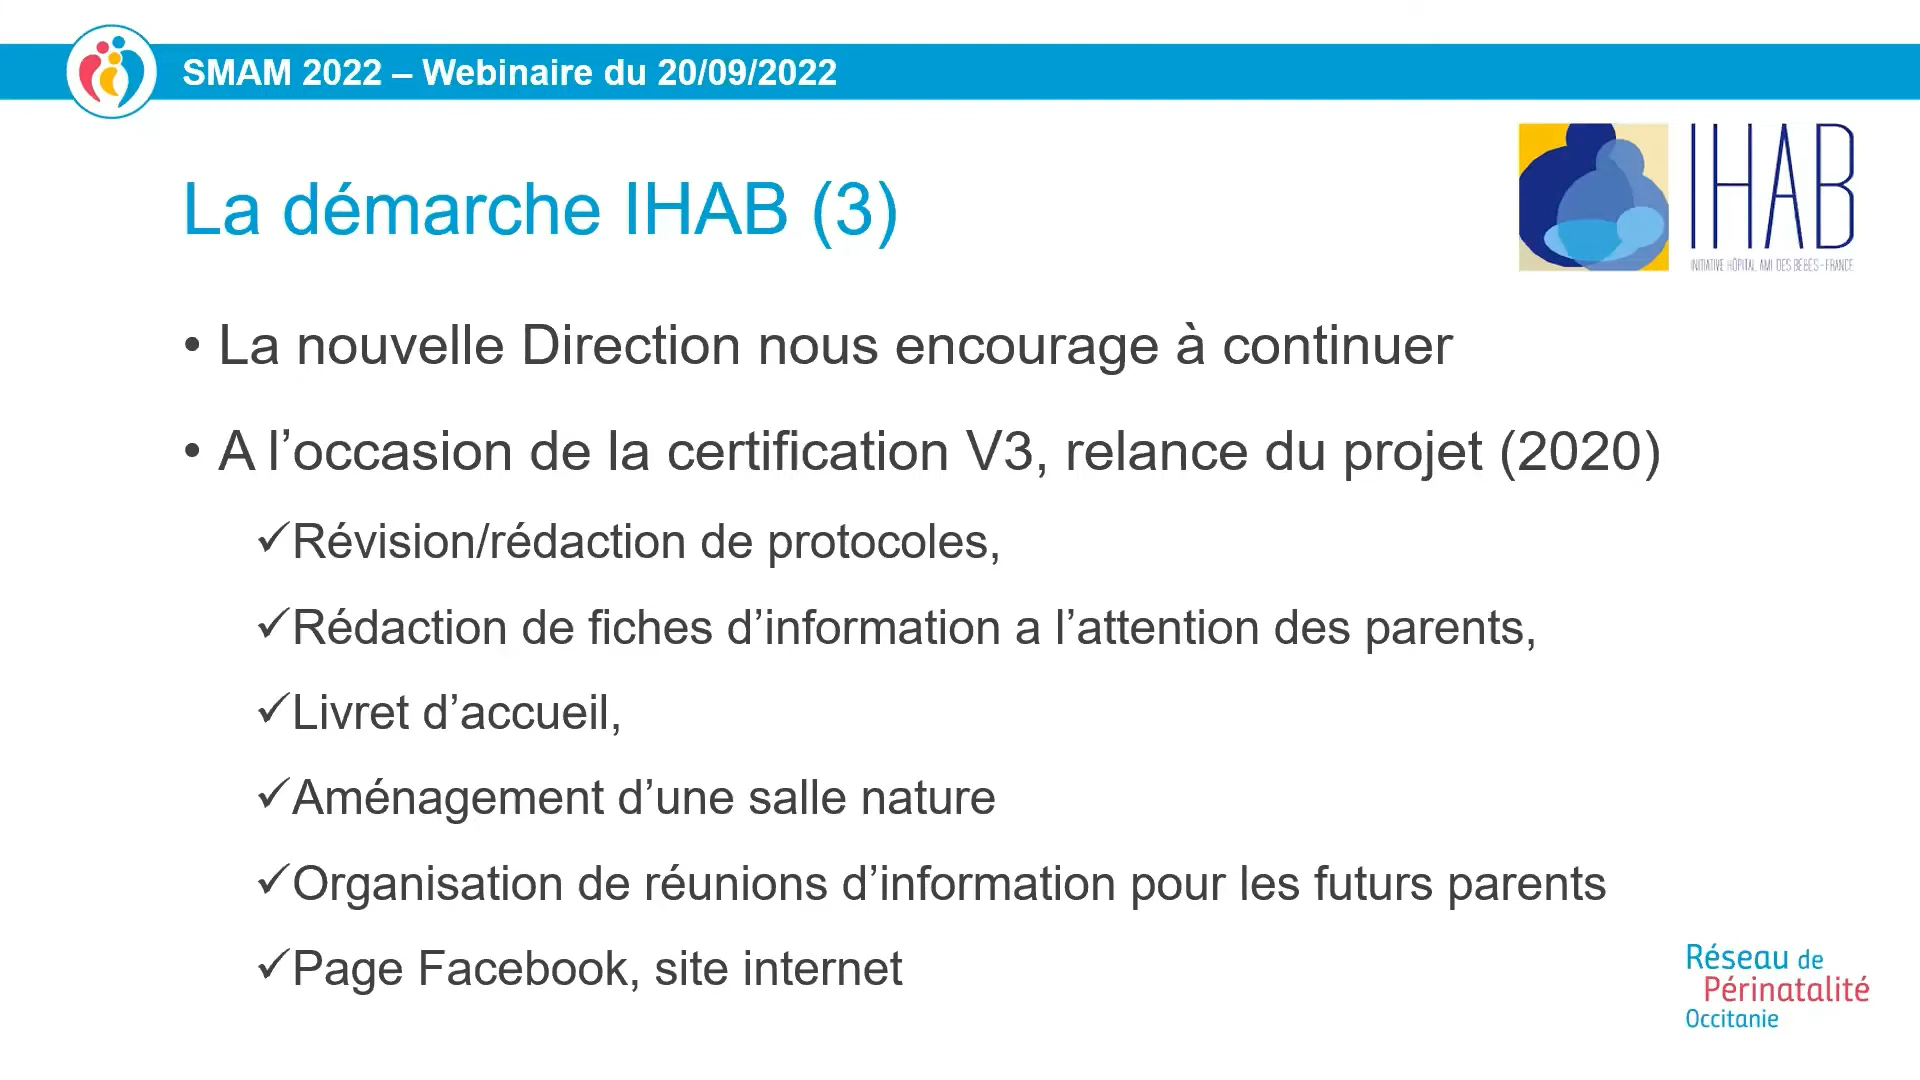 SMAM 2022 – Webinaire du 20/09/2022
IHAB
INITIATIVE HÔPITAL AMI DES BÉBÉS - FRANCE
La démarche IHAB (3)
• La nouvelle Direction nous encourage à continuer
• A l’occasion de la certification V3, relance du projet (2020)
✓Révision/rédaction de protocoles,
✓Rédaction de fiches d’information a l’attention des parents,
✓Livret d’accueil,
✓Aménagement d’une salle nature
✓Organisation de réunions d’information pour les futurs parents
✓Page Facebook, site internet
Réseau de
Périnatalité
Occitanie